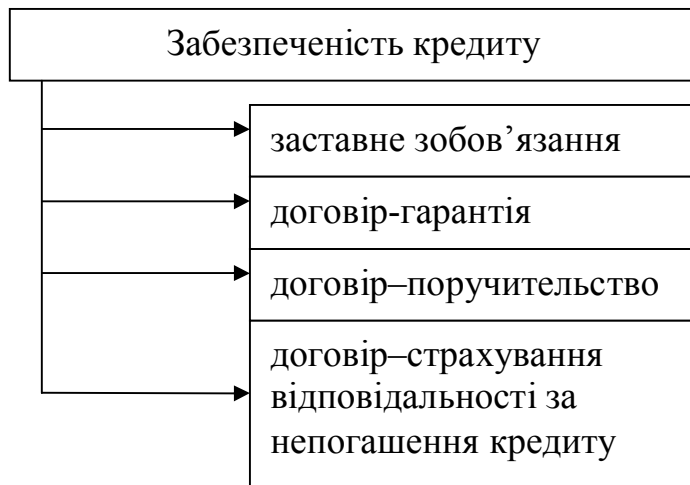 Забезпеченість кредиту
заставне зобов’язання
договір-гарантія
договір–поручительство
договір–страхування
відповідальності за
непогашення кредиту